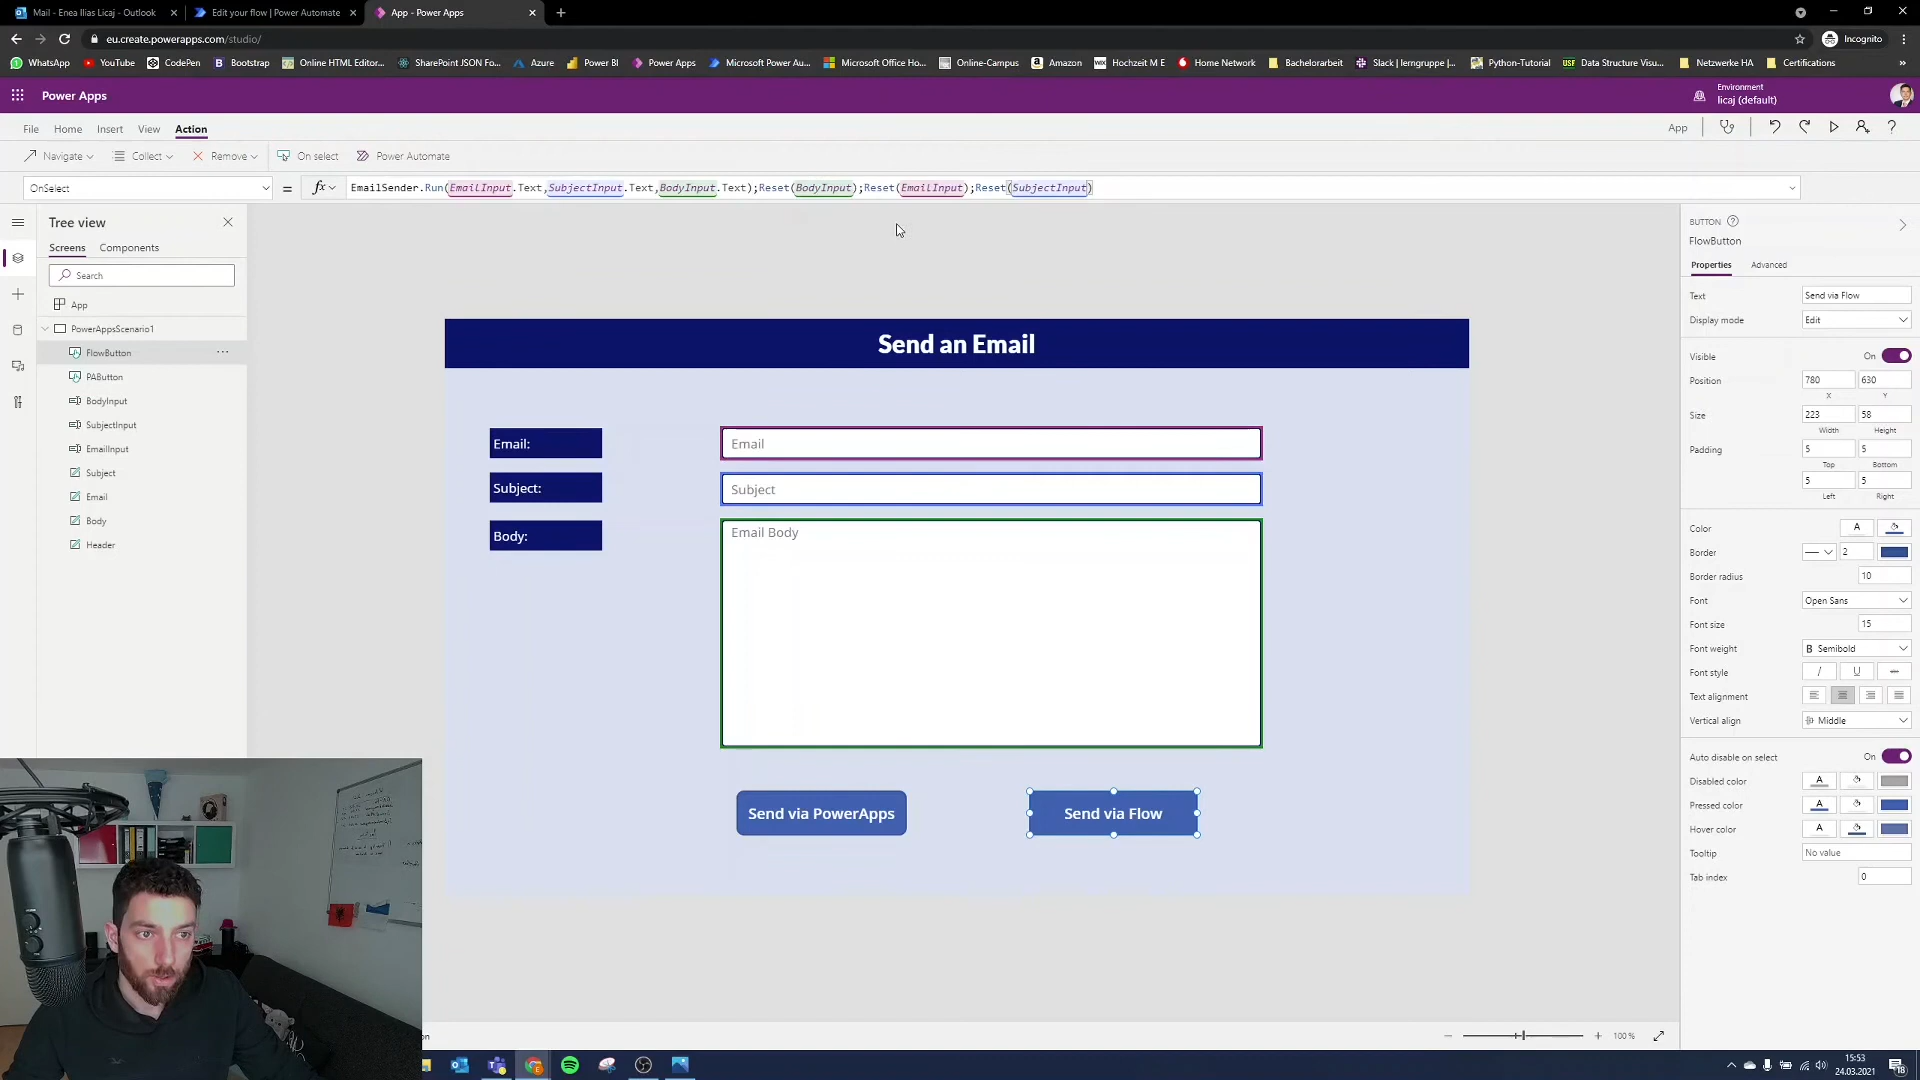 Mail - Enea Ilias Licaj - Outlook
Edit your flow | Power Automate
App - Power Apps
eu.create.powerapps.com/studio/
Incognito
WhatsApp
YouTube
CodePen
Bootstrap
Online HTML Editor...
SharePoint JSON Fo...
Azure
Power BI
Power Apps
Microsoft Power Au...
Microsoft Office Ho...
Online-Campus
Amazon
Hochzeit M E
Home Network
Bachelorarbeit
Slack | lerngruppe |...
Python-Tutorial
Data Structure Visu...
Netzwerke HA
Certifications
Power Apps
Environment
licaj (default)
File
Home
Insert
View
Action
App
Navigate
Collect
Remove
On select
Power Automate
OnSelect
=
fx
EmailSender.Run(EmailInput.Text,SubjectInput.Text,BodyInput.Text);Reset(BodyInput);Reset(EmailInput);Reset(SubjectInput)
Tree view
Screens
Components
Search
App
PowerAppsScenario1
FlowButton
PAButton
BodyInput
SubjectInput
EmailInput
Subject
Email
Body
Header
Send an Email
Email:
Email
Subject:
Subject
Body:
Email Body
Send via PowerApps
Send via Flow
BUTTON
FlowButton
Properties
Advanced
Text
Send via Flow
Display mode
Edit
Visible
On
Position
780
630
X
Y
Size
223
58
Width
Height
Padding
5
5
Top
Bottom
5
5
Left
Right
Color
Border
2
Border radius
10
Font
Open Sans
Font size
15
Font weight
B Semibold
Font style
Text alignment
Vertical align
Middle
Auto disable on select
On
Disabled color
Pressed color
Hover color
Tooltip
No value
Tab index
0
100 %
15:53
24.03.2021